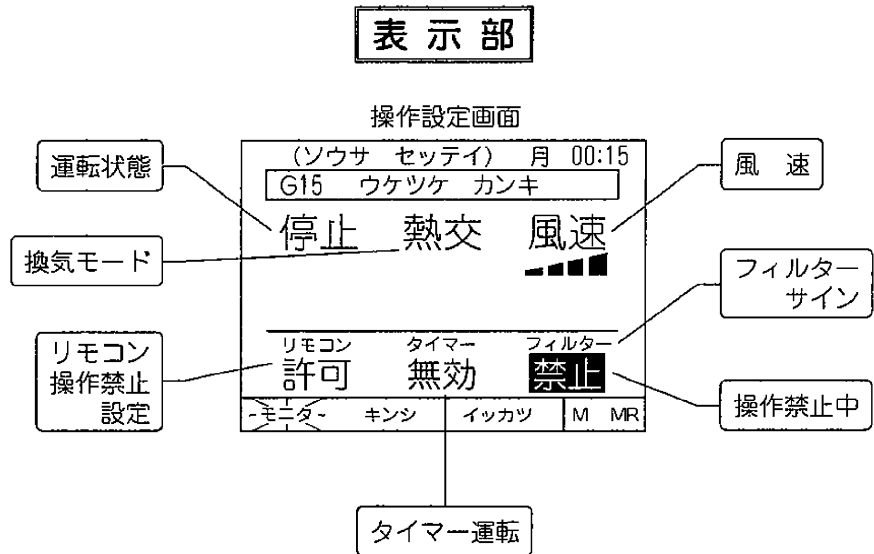 表示部
操作設定画面
運転状態
換気モード
リモコン
操作禁止
設定
(ソウサ セッテイ) 月 00:15
G15 ウケツケ カンキ
停止 熱交 風速
リモコン タイマー フィルター
許可 無効 禁止
-モニタ- キンシ イッカツ M MR
風速
フィルター
サイン
操作禁止中
タイマー運転